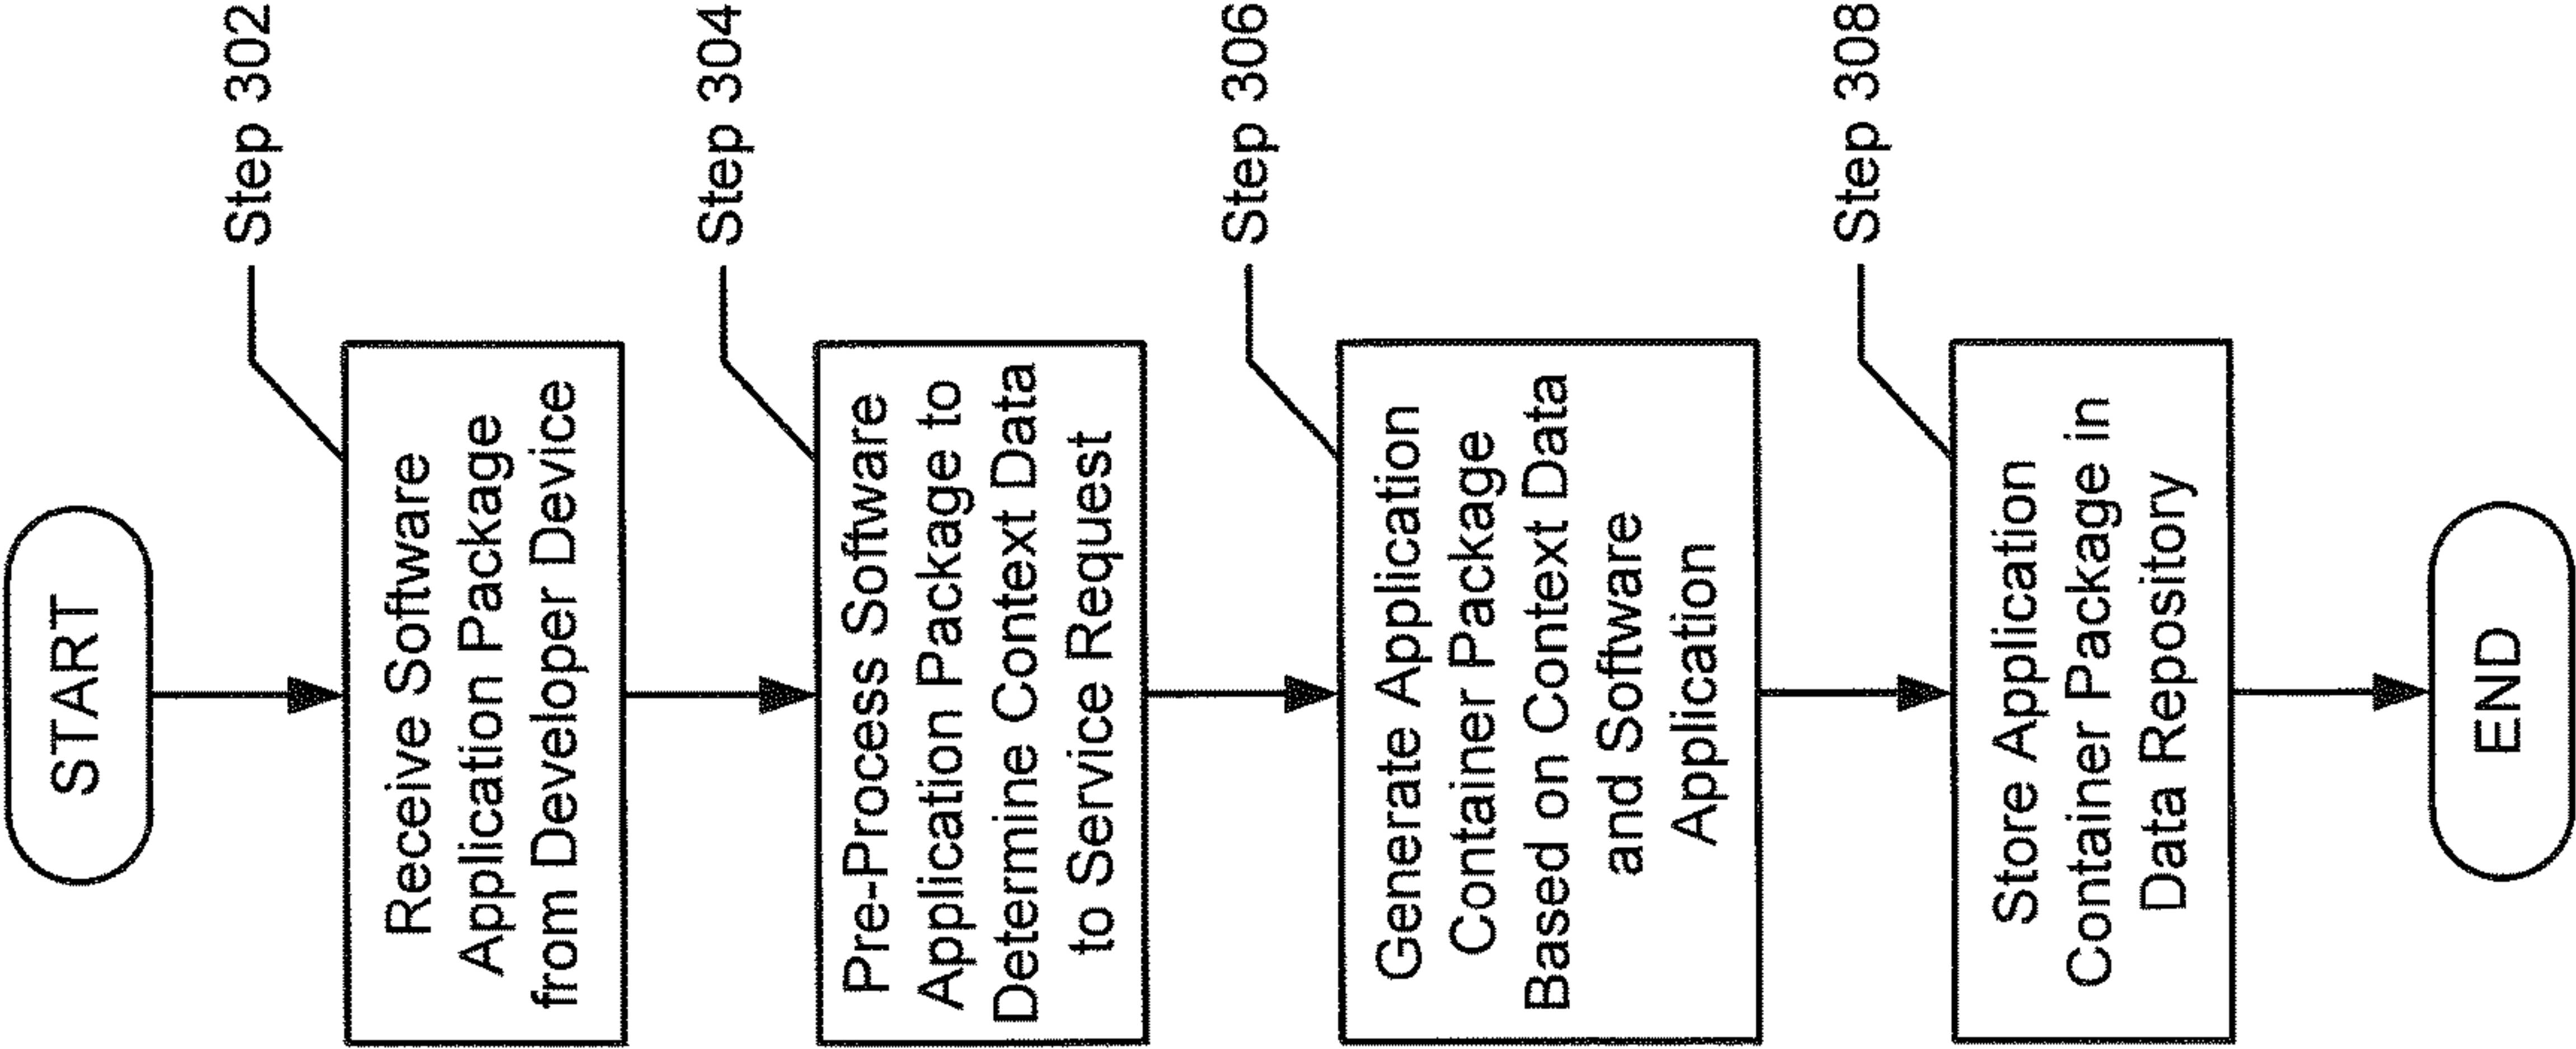 START
Step 302
Receive Software
Application Package
from Developer Device
Step 304
Pre-Process Software
Application Package to
Determine Context Data
to Service Request
Step 306
Generate Application
Container Package
Based on Context Data
and Software
Application
Step 308
Store Application
Container Package in
Data Repository
END